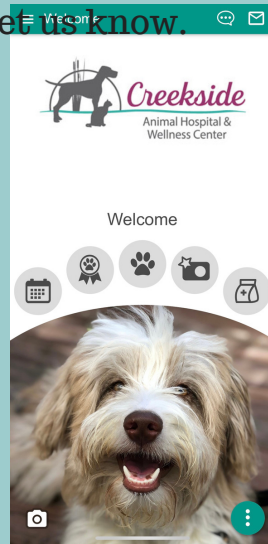 Welcome
et us know.
Creekside
Animal Hospital &
Wellness Center
Welcome